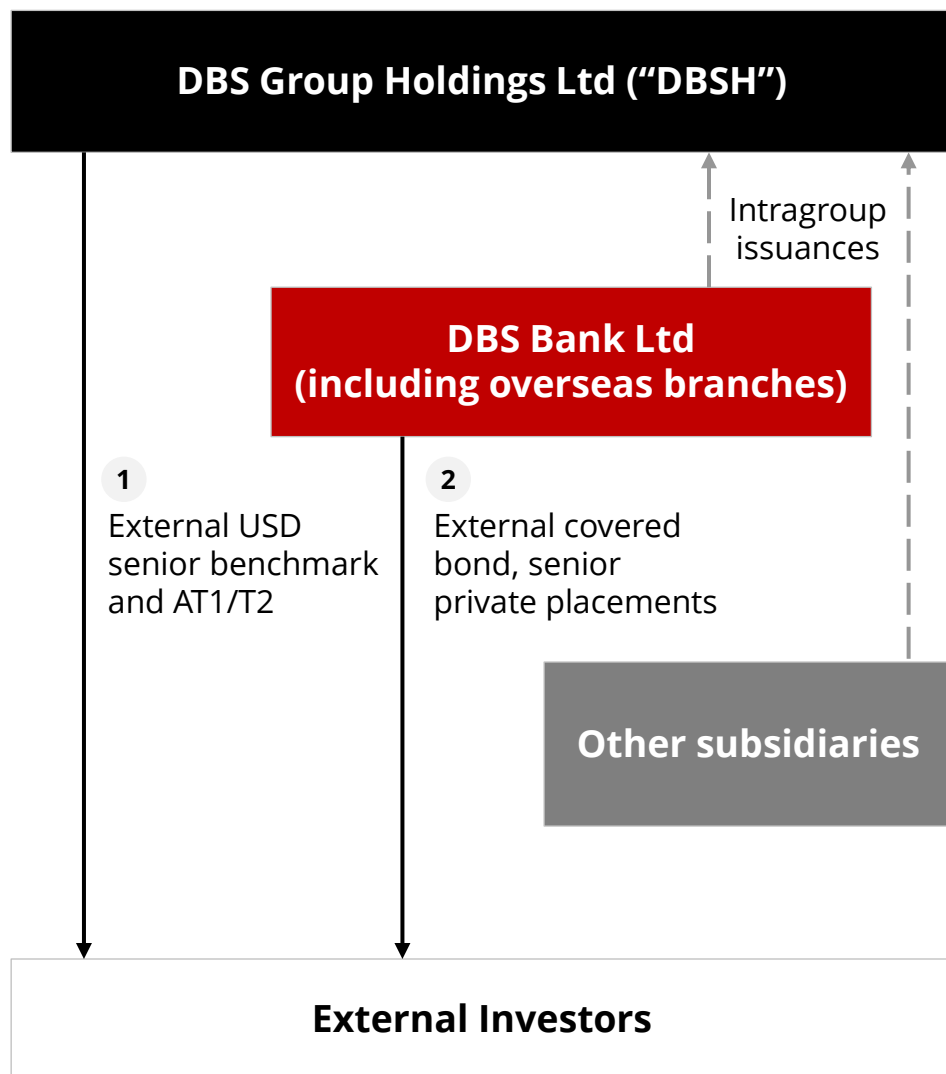 DBS Group Holdings Ltd (“DBSH”)
Intragroup
issuances
DBS Bank Ltd
(including overseas branches)
1
External USD
senior benchmark
and AT1/T2
2
External covered
bond, senior
private placements
Other subsidiaries
External Investors